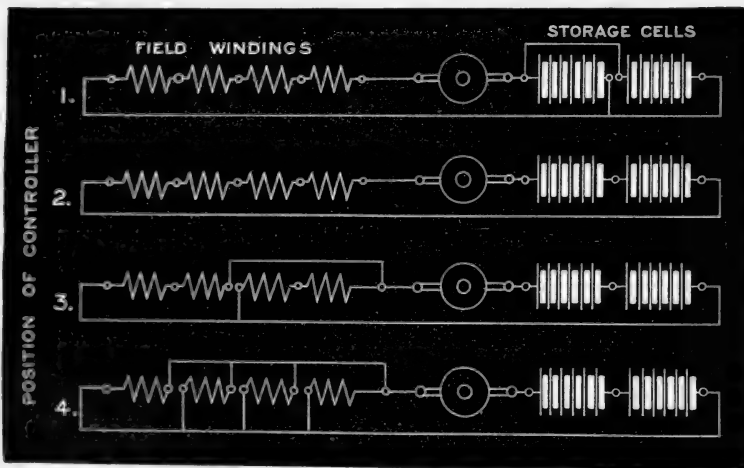 FIELD WINDINGS
STORAGE CELLS
POSITION OF CONTROLLER
1.
2.
3.
4.